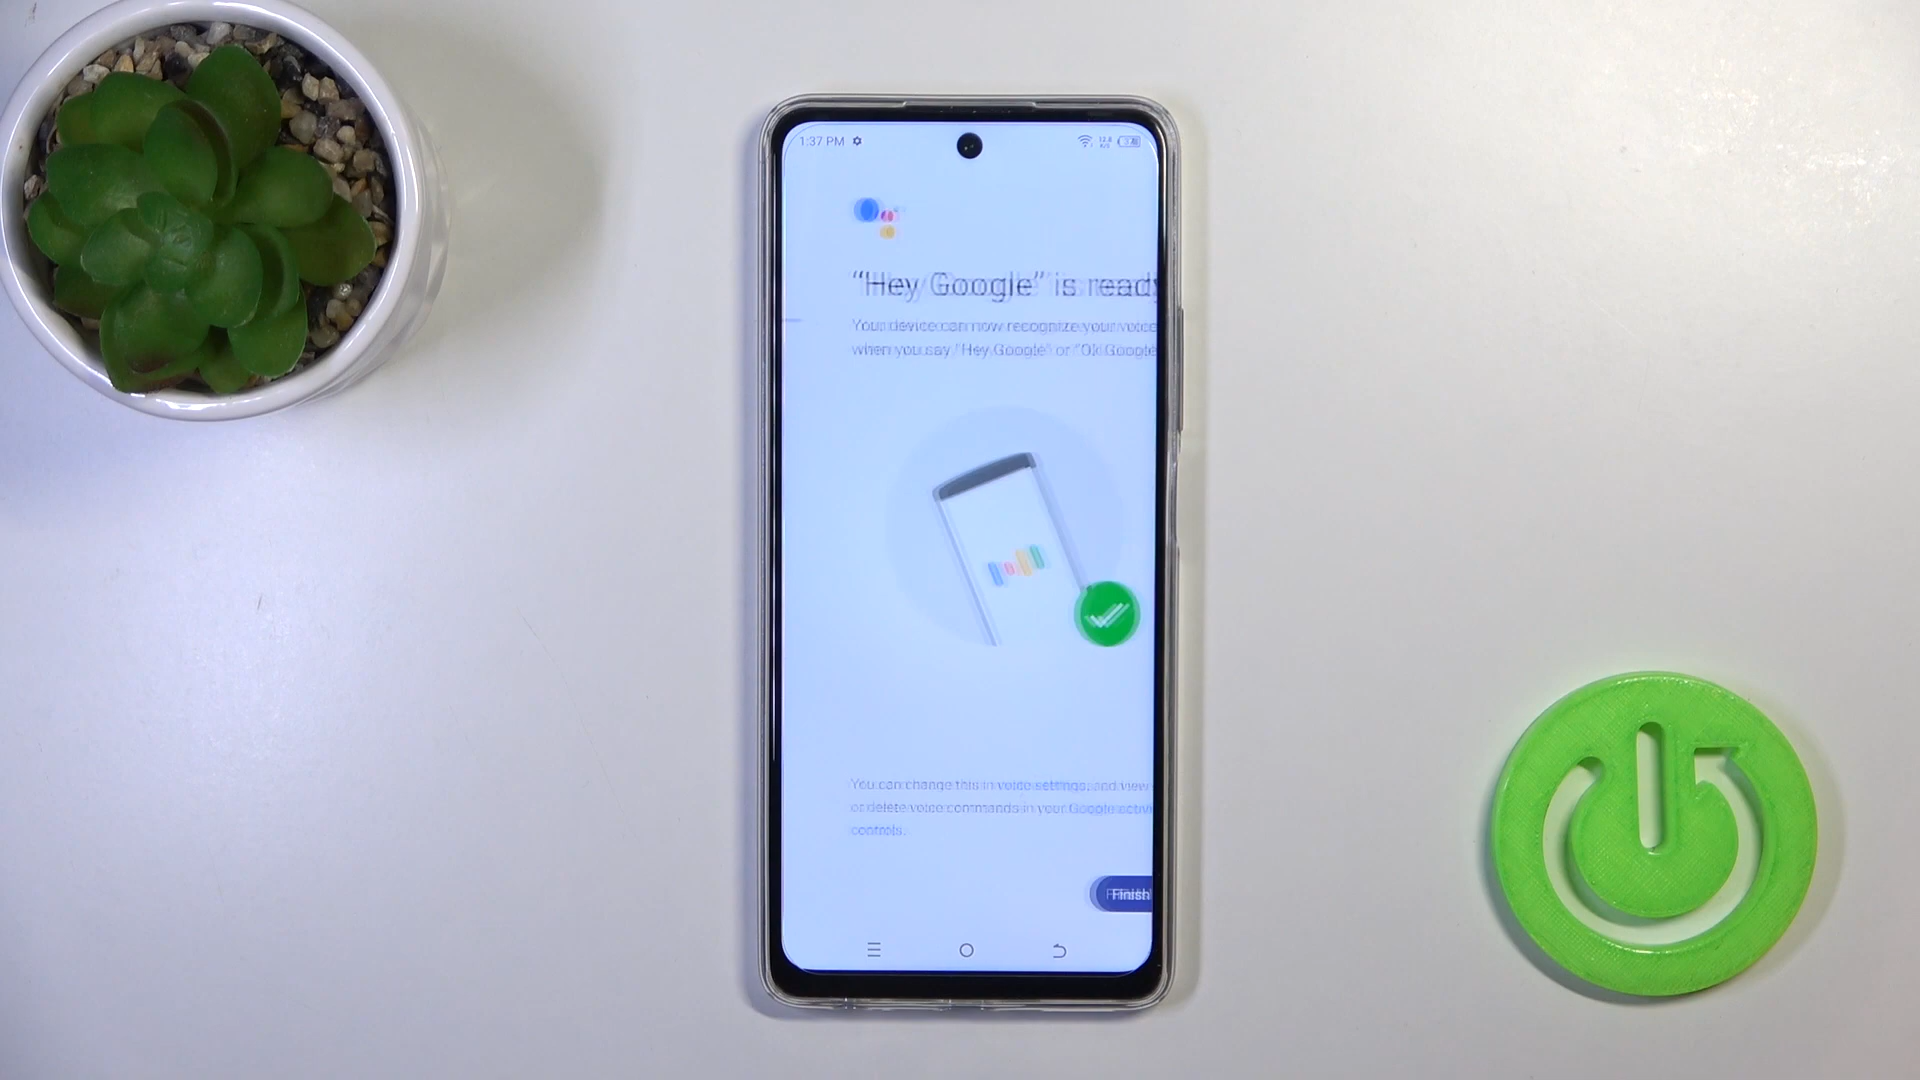 1:37 PM
"Hey Google" is ready
Your device can now recognize your voice
when you say "Hey Google" or "Ok Google
You can change this in voice settings, and view
or delete voice commands in your Google activ
controls.
Finish